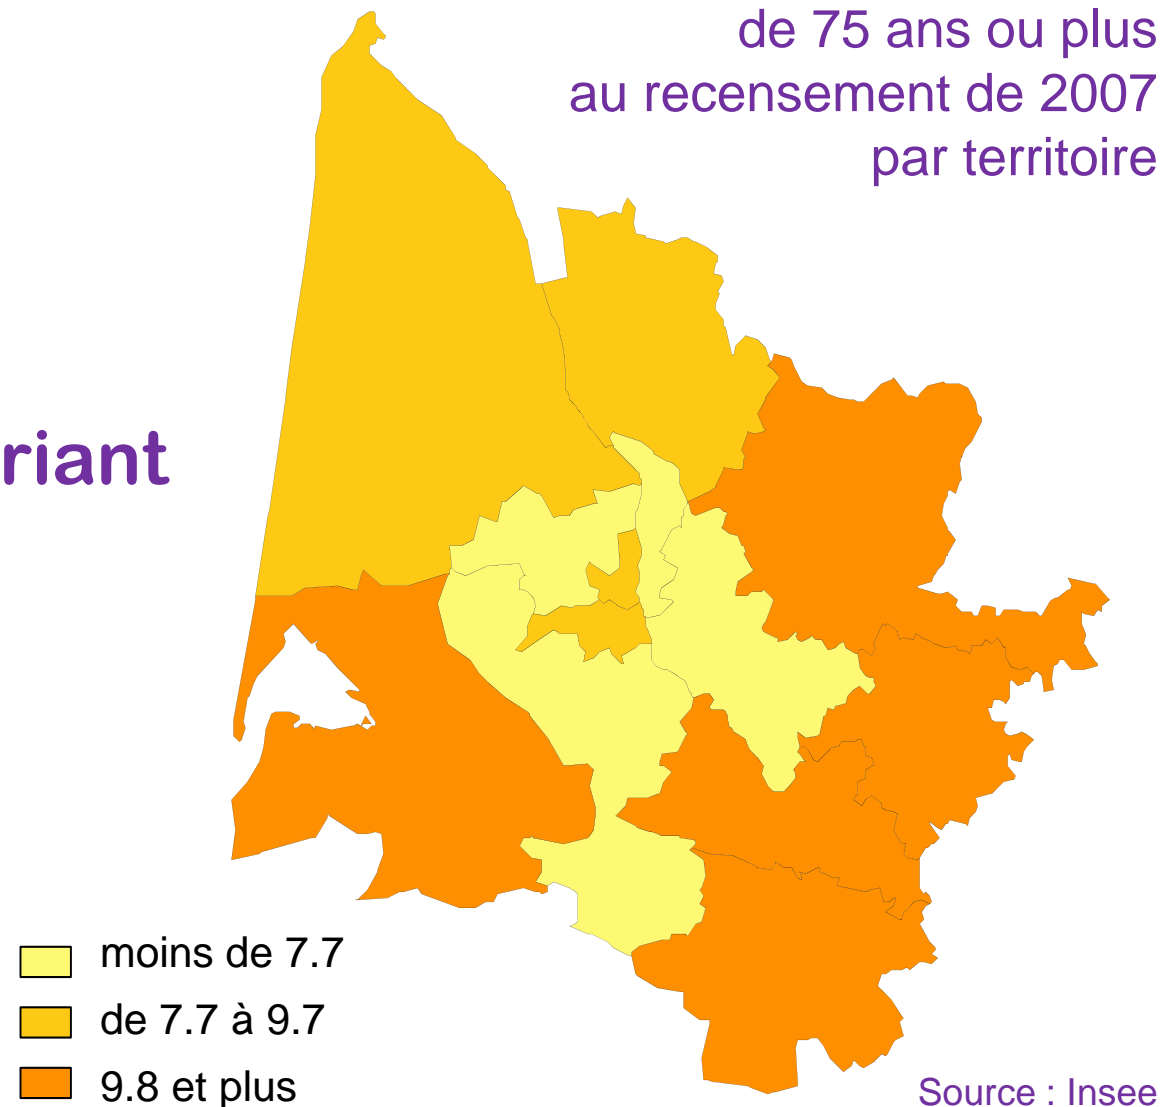 de 75 ans ou plus
au recensement de 2007
par territoire
riant
moins de 7.7
de 7.7 à 9.7
9.8 et plus
Source : Insee